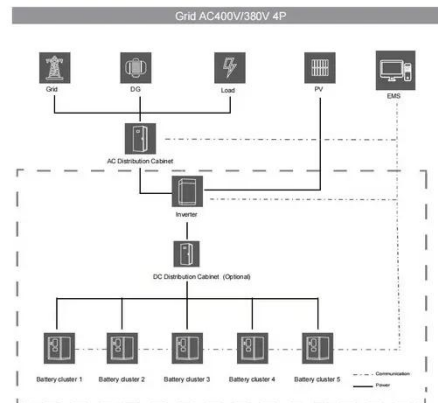 Grid AC400V/380V 4P
Grid DG Load PV EMS
AC Distribution Cabinet
Inverter
DC Distribution Cabinet (Optional)
Battery cluster 1 Battery cluster 2 Battery cluster 3 Battery cluster 4 Battery cluster 5
Communication
Power